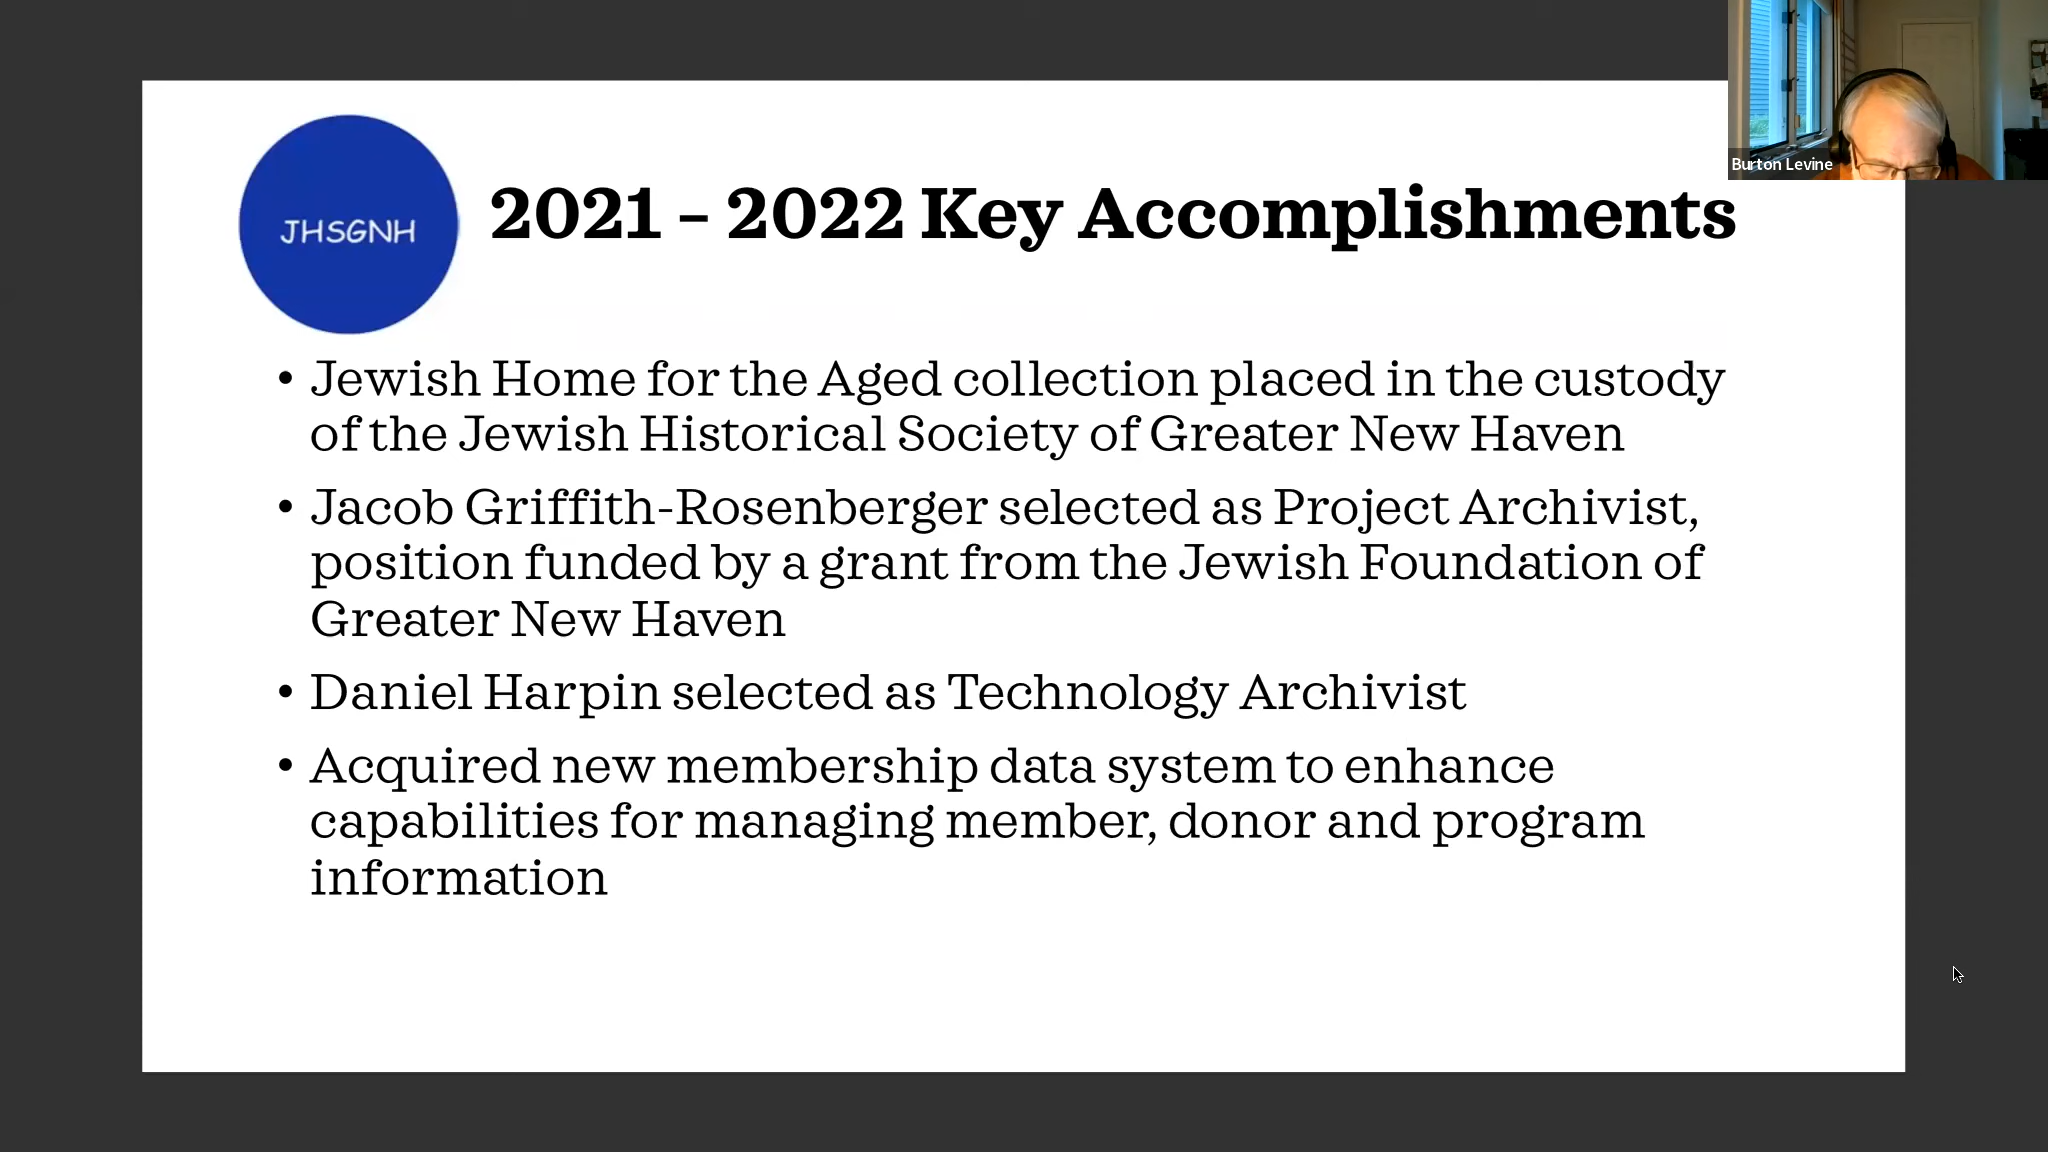 Burton Levine
JHSGNH
2021 – 2022 Key Accomplishments
• Jewish Home for the Aged collection placed in the custody
of the Jewish Historical Society of Greater New Haven
• Jacob Griffith-Rosenberger selected as Project Archivist,
position funded by a grant from the Jewish Foundation of
Greater New Haven
• Daniel Harpin selected as Technology Archivist
• Acquired new membership data system to enhance
capabilities for managing member, donor and program
information